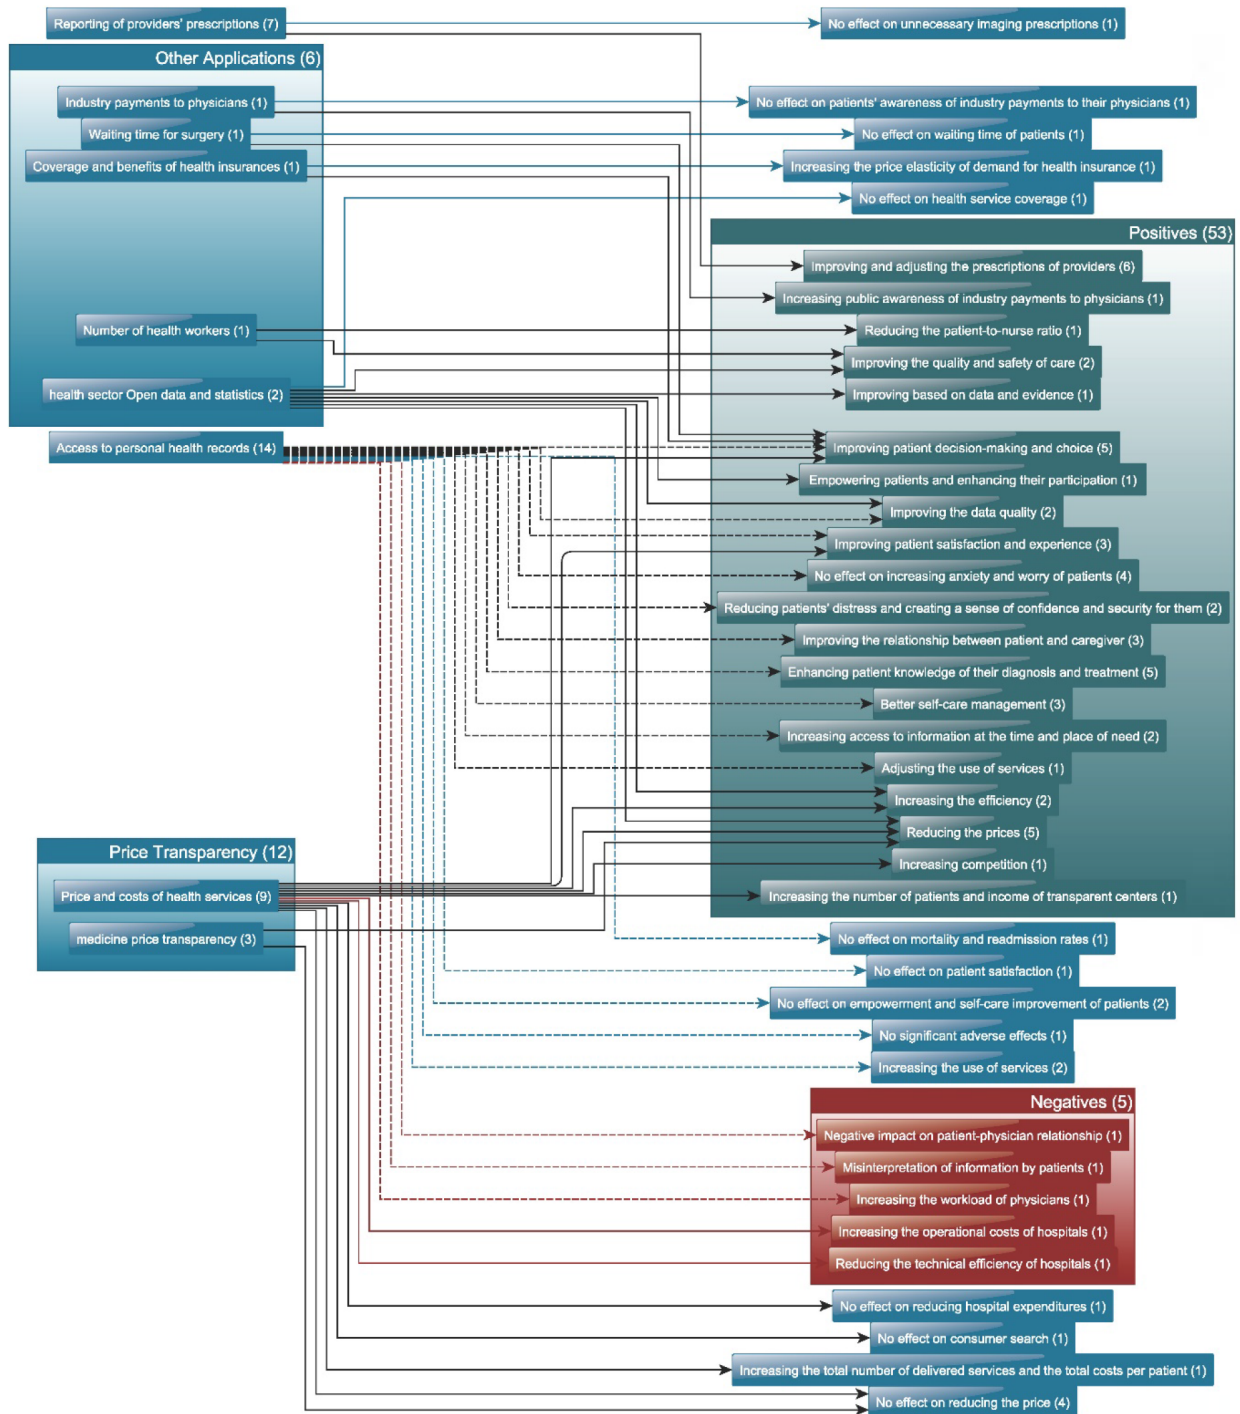 Reporting of providers' prescriptions (7)
No effect on unnecessary imaging prescriptions (1)
Other Applications (6)
Industry payments to physicians (1)
No effect on patients' awareness of industry payments to their physicians (1)
Waiting time for surgery (1)
No effect on waiting time of patients (1)
Coverage and benefits of health insurances (1)
Increasing the price elasticity of demand for health insurance (1)
No effect on health service coverage (1)
Positives (53)
Improving and adjusting the prescriptions of providers (6)
Increasing public awareness of industry payments to physicians (1)
Number of health workers (1)
Reducing the patient-to-nurse ratio (1)
Improving the quality and safety of care (2)
health sector Open data and statistics (2)
Improving based on data and evidence (1)
Access to personal health records (14)
Improving patient decision-making and choice (5)
Empowering patients and enhancing their participation (1)
Improving the data quality (2)
Improving patient satisfaction and experience (3)
No effect on increasing anxiety and worry of patients (4)
Reducing patients' distress and creating a sense of confidence and security for them (2)
Improving the relationship between patient and caregiver (3)
Enhancing patient knowledge of their diagnosis and treatment (5)
Better self-care management (3)
Increasing access to information at the time and place of need (2)
Adjusting the use of services (1)
Increasing the efficiency (2)
Reducing the prices (5)
Price Transparency (12)
Increasing competition (1)
Price and costs of health services (9)
Increasing the number of patients and income of transparent centers (1)
medicine price transparency (3)
No effect on mortality and readmission rates (1)
No effect on patient satisfaction (1)
No effect on empowerment and self-care improvement of patients (2)
No significant adverse effects (1)
Increasing the use of services (2)
Negatives (5)
Negative impact on patient-physician relationship (1)
Misinterpretation of information by patients (1)
Increasing the workload of physicians (1)
Increasing the operational costs of hospitals (1)
Reducing the technical efficiency of hospitals (1)
No effect on reducing hospital expenditures (1)
No effect on consumer search (1)
Increasing the total number of delivered services and the total costs per patient (1)
No effect on reducing the price (4)